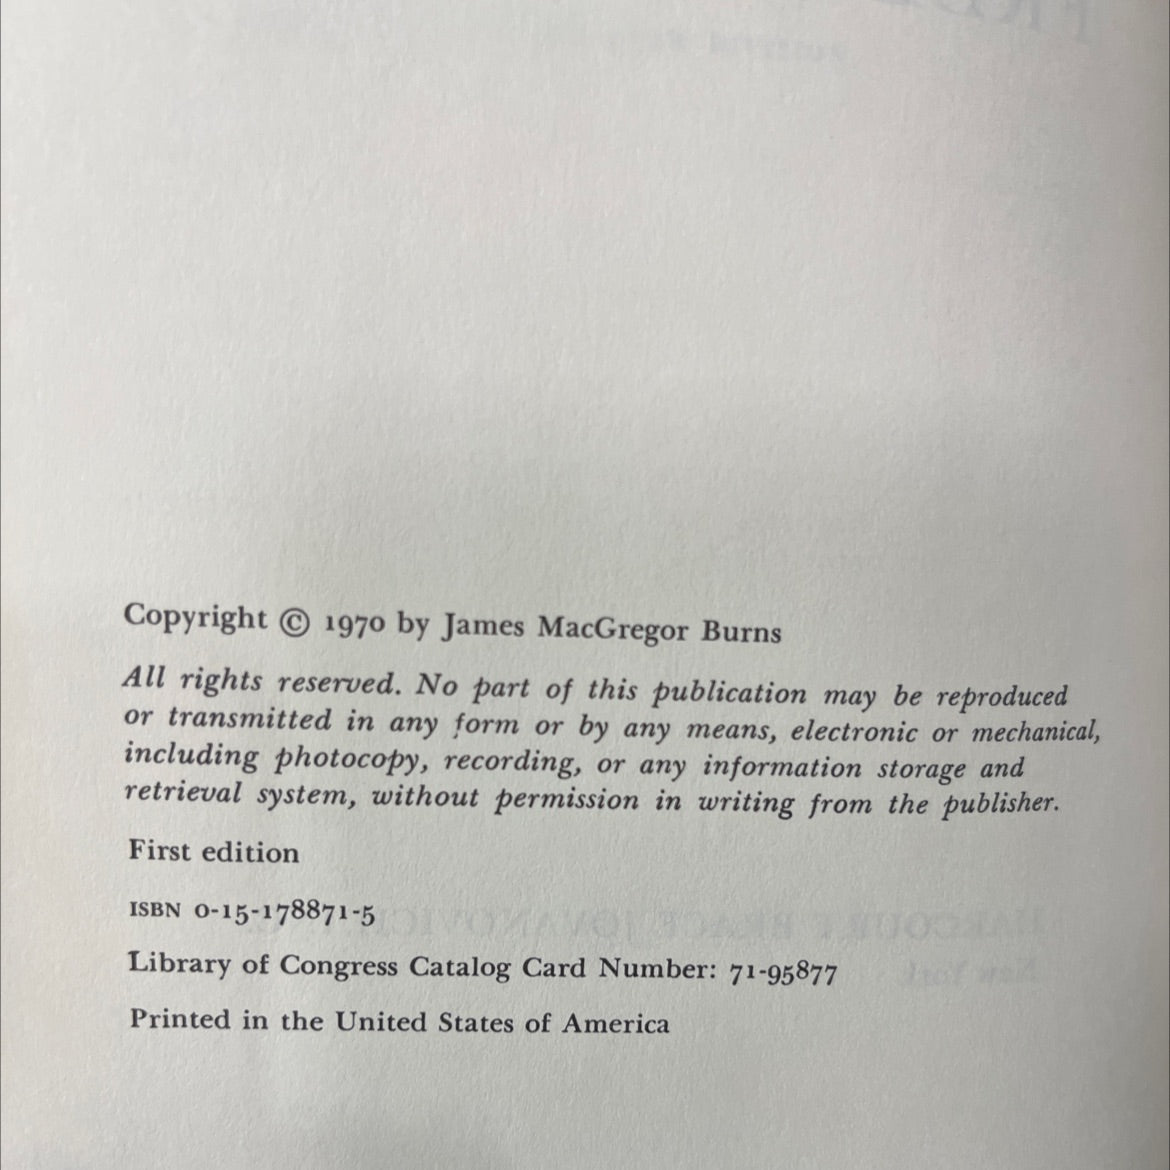 Copyright © 1970 by James MacGregor Burns
All rights reserved. No part of this publication may be reproduced
or transmitted in any form or by any means, electronic or mechanical,
including photocopy, recording, or any information storage and
retrieval system, without permission in writing from the publisher.
First edition
ISBN 0-15-178871-5
Library of Congress Catalog Card Number: 71-95877
Printed in the United States of America